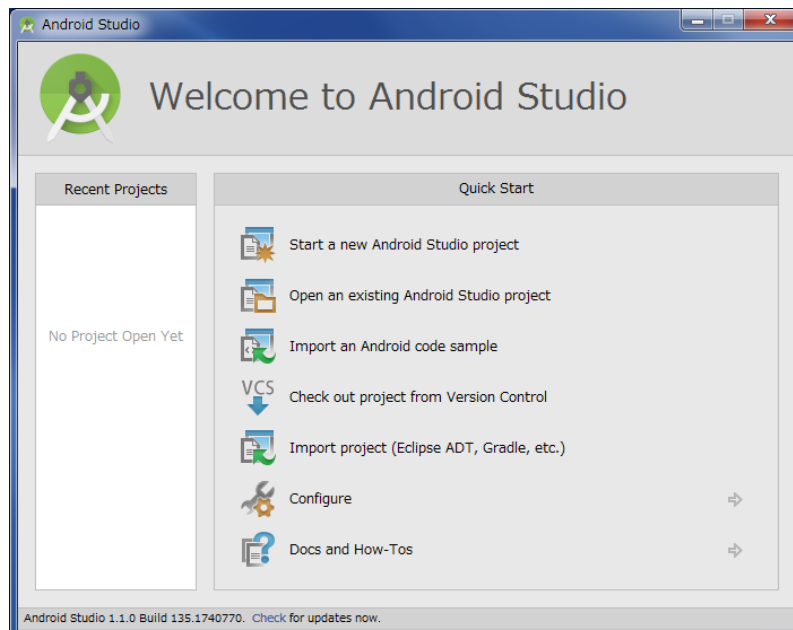 Android Studio
Welcome to Android Studio
Recent Projects
No Project Open Yet
Quick Start
Start a new Android Studio project
Open an existing Android Studio project
Import an Android code sample
VCS
Check out project from Version Control
Import project (Eclipse ADT, Gradle, etc.)
Configure
Docs and How-Tos
Android Studio 1.1.0 Build 135.1740770. Check for updates now.